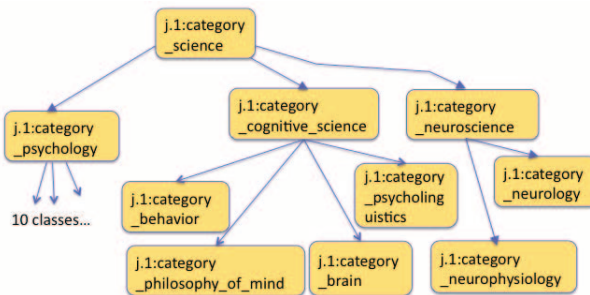 j.1:category
_science
j.1:category
_psychology
j.1:category
_cognitive_science
j.1:category
_neuroscience
10 classes...
j.1:category
_behavior
j.1:category
_psycholing
uistics
j.1:category
_neurology
j.1:category
_philosophy_of_mind
j.1:category
_brain
j.1:category
_neurophysiology